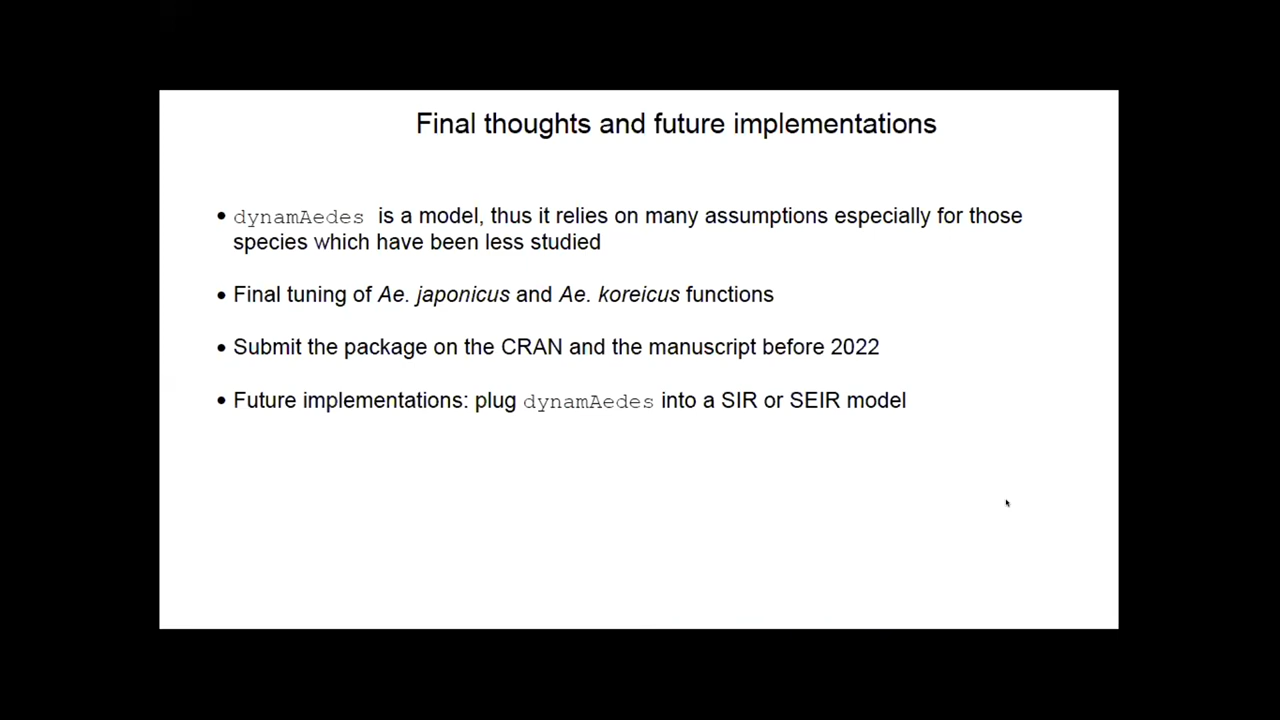 Final thoughts and future implementations
• dynamAedes is a model, thus it relies on many assumptions especially for those
species which have been less studied
• Final tuning of Ae. japonicus and Ae. koreicus functions
• Submit the package on the CRAN and the manuscript before 2022
• Future implementations: plug dynamAedes into a SIR or SEIR model